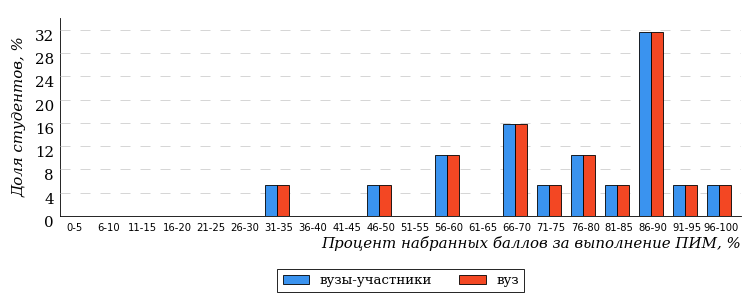 Доля студентов, %
32
28
24
20
16
12
8
4
0
0-5 6-10 11-15 16-20 21-25 26-30 31-35 36-40 41-45 46-50 51-55 56-60 61-65 66-70 71-75 76-80 81-85 86-90 91-95 96-100
Процент набранных баллов за выполнение ПИМ, %
вузы-участники вуз